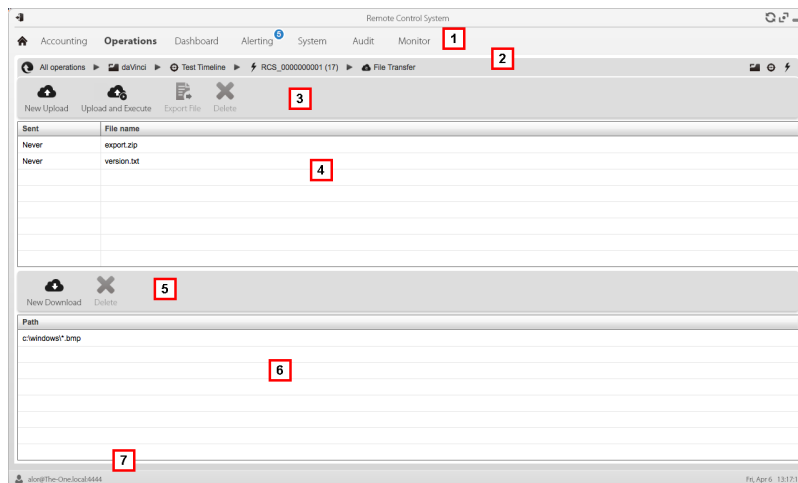 Remote Control System
Accounting Operations Dashboard Alerting 5 System Audit Monitor 1
All operations daVinci Test Timeline RCS_0000000001 (17) File Transfer 2
New Upload Upload and Execute Export File Delete 3
Sent File name
Never export.zip
Never version.txt
4
New Download Delete 5
Path
c:\windows\*.bmp
6
7
alor@The-One.local:4444 Fri, Apr 6 13:17:1